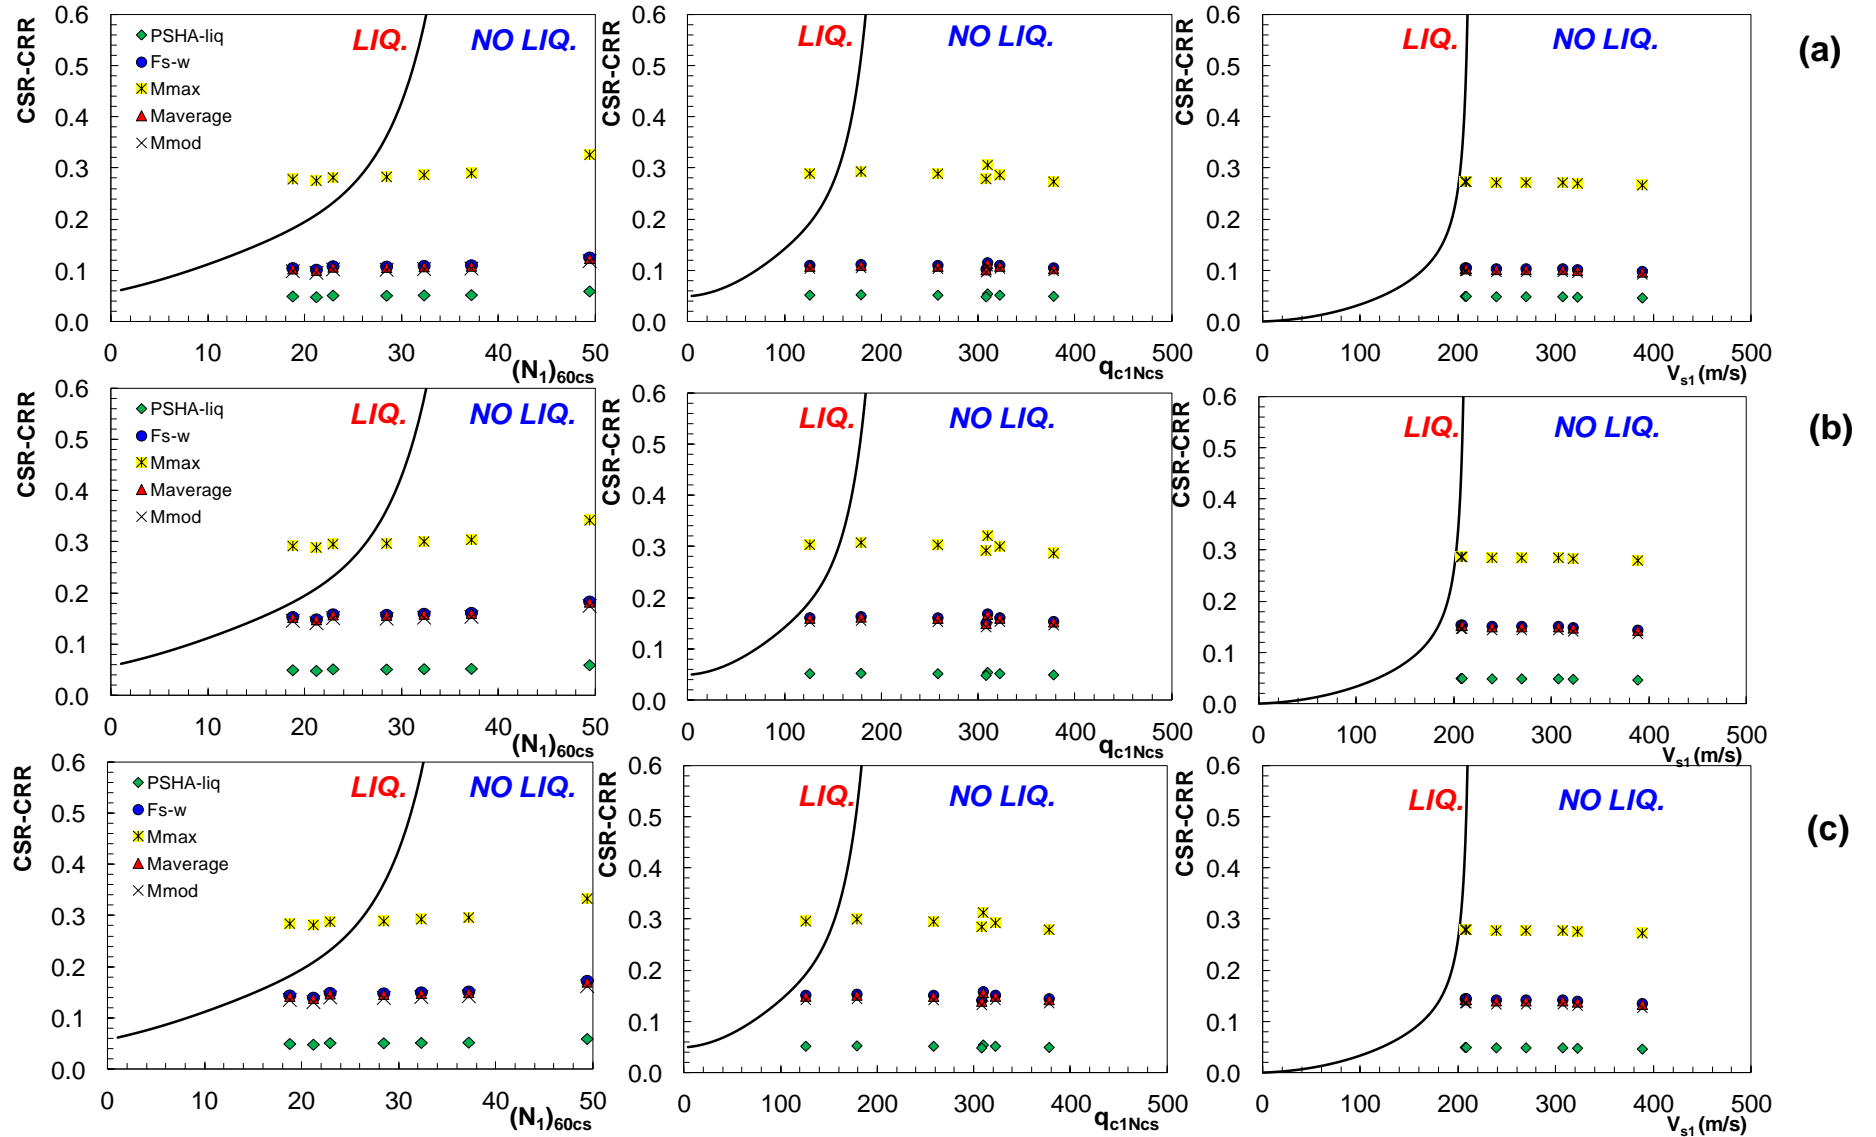 CSR-CRR
0.6
0.5
0.4
0.3
0.2
0.1
0.0
PSHA-liq
Fs-w
Mmax
Maverage
Mmod
LIQ.
NO LIQ.
0 10 20 30 40 50
(N1)60cs
CSR-CRR
0.6
0.5
0.4
0.3
0.2
0.1
0.0
LIQ.
NO LIQ.
0 100 200 300 400 500
qc1Ncs
CSR-CRR
0.6
0.5
0.4
0.3
0.2
0.1
0.0
LIQ.
NO LIQ.
0 100 200 300 400 500
Vs1 (m/s)
(a)
CSR-CRR
0.6
0.5
0.4
0.3
0.2
0.1
0.0
PSHA-liq
Fs-w
Mmax
Maverage
Mmod
LIQ.
NO LIQ.
0 10 20 30 40 50
(N1)60cs
CSR-CRR
0.6
0.5
0.4
0.3
0.2
0.1
0.0
LIQ.
NO LIQ.
0 100 200 300 400 500
qc1Ncs
CSR-CRR
0.6
0.5
0.4
0.3
0.2
0.1
0.0
LIQ.
NO LIQ.
0 100 200 300 400 500
Vs1 (m/s)
(b)
CSR-CRR
0.6
0.5
0.4
0.3
0.2
0.1
0.0
PSHA-liq
Fs-w
Mmax
Maverage
Mmod
LIQ.
NO LIQ.
0 10 20 30 40 50
(N1)60cs
CSR-CRR
0.6
0.5
0.4
0.3
0.2
0.1
0.0
LIQ.
NO LIQ.
0 100 200 300 400 500
qc1Ncs
CSR-CRR
0.6
0.5
0.4
0.3
0.2
0.1
0.0
LIQ.
NO LIQ.
0 100 200 300 400 500
Vs1 (m/s)
(c)